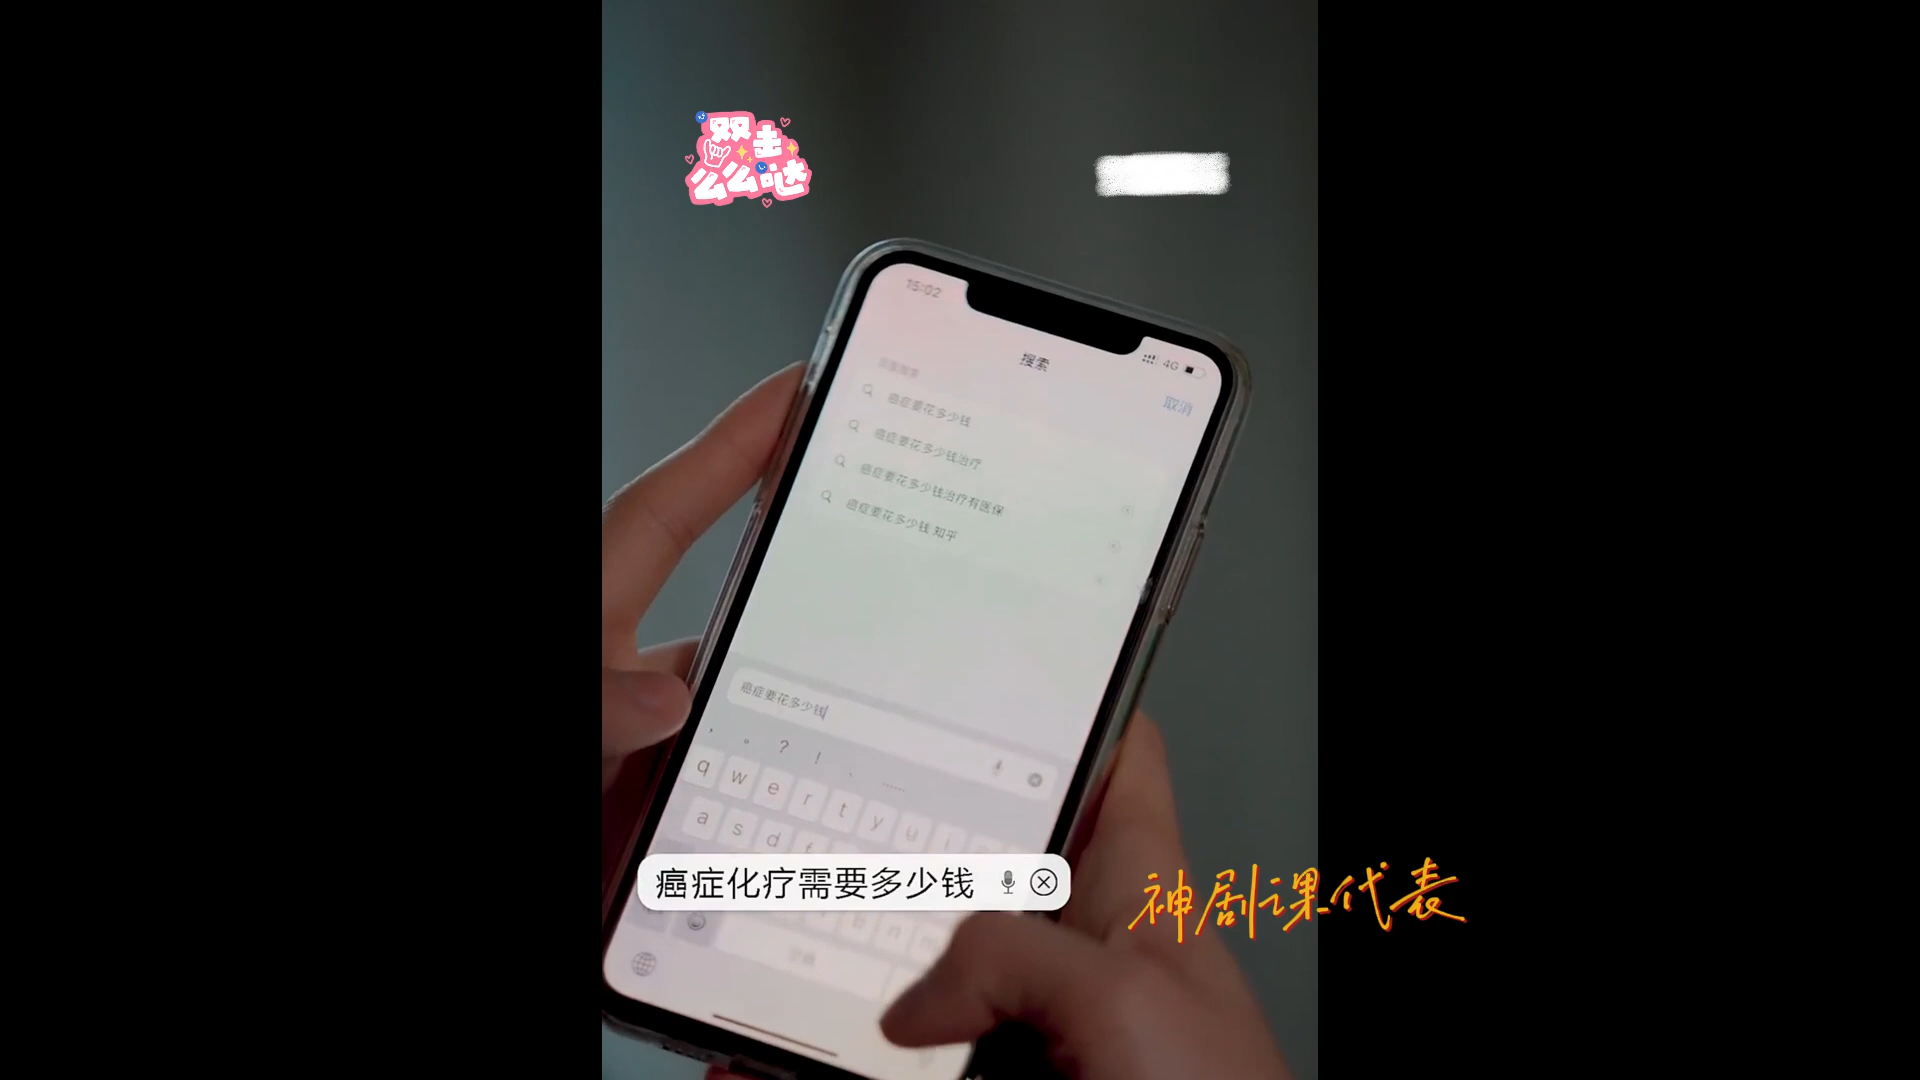 双击
么么哒
15:02
4G
搜索
取消
癌症要花多少钱
癌症要花多少钱治疗
癌症要花多少钱治疗有医保
癌症要花多少钱 知乎
癌症要花多少钱
， 。 ? ! 、 ……
q w e r t y u i
a s d f
癌症化疗需要多少钱
神剧课代表
n m
空格